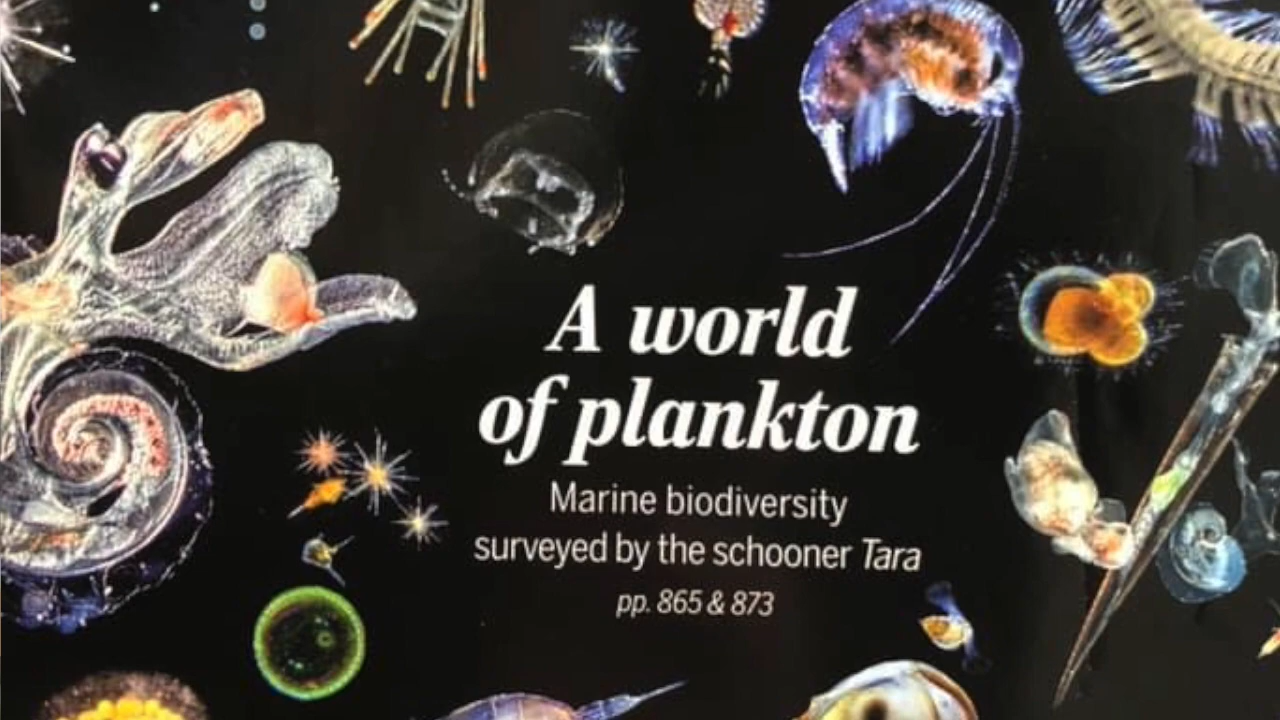 A world
of plankton
Marine biodiversity
surveyed by the schooner Tara
pp. 865 & 873